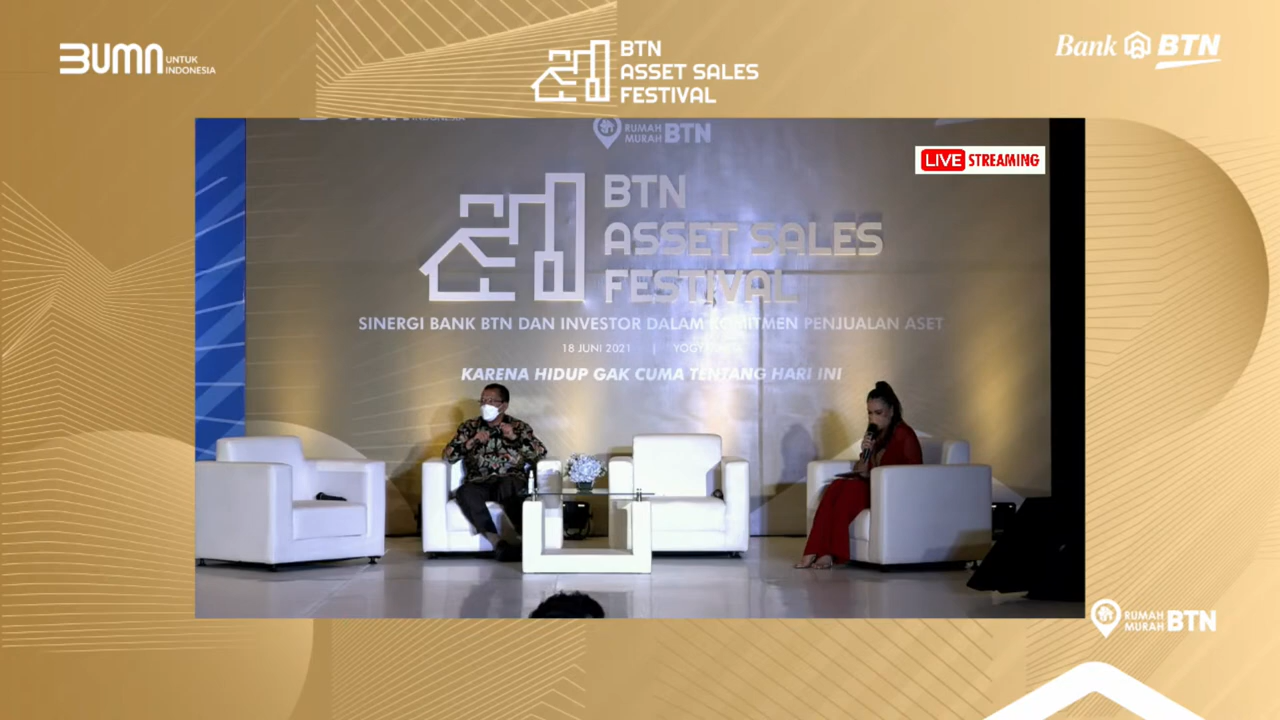 BUMN UNTUK
INDONESIA
BTN
ASSET SALES
FESTIVAL
Bank BTN
RUMAH
MURAH BTN
LIVE STREAMING
BTN
ASSET SALES
FESTIVAL
SINERGI BANK BTN DAN INVESTOR DALAM KOMITMEN PENJUALAN ASET
18 JUNI 2021 |
KARENA HIDUP GAK CUMA TENTANG HARI INI
RUMAH
MURAH BTN